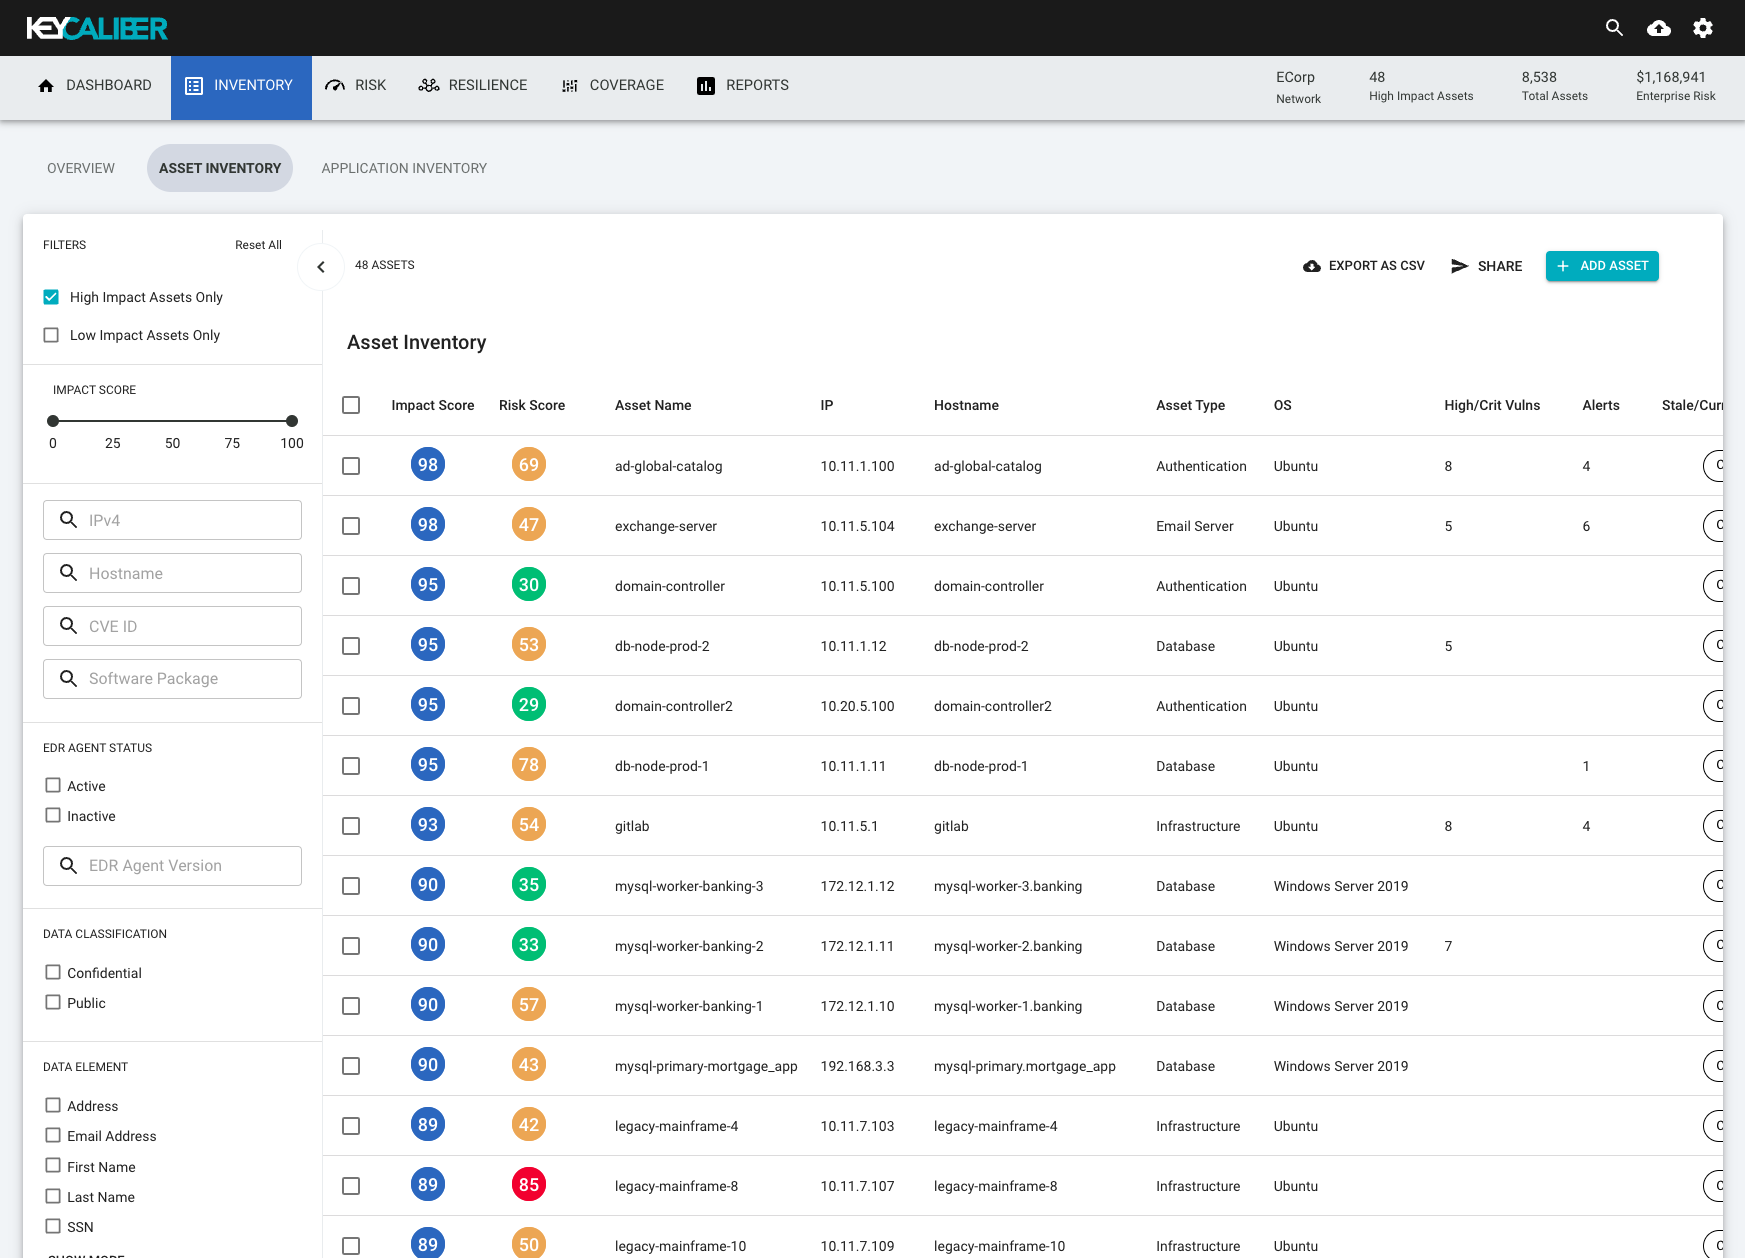 KEYCALIBER
DASHBOARD INVENTORY RISK RESILIENCE COVERAGE REPORTS
ECorp 48 8,538 $1,168,941
Network High Impact Assets Total Assets Enterprise Risk
OVERVIEW ASSET INVENTORY APPLICATION INVENTORY
FILTERS Reset All
High Impact Assets Only
Low Impact Assets Only
IMPACT SCORE
0 25 50 75 100
IPv4
Hostname
CVE ID
Software Package
EDR AGENT STATUS
Active
Inactive
EDR Agent Version
DATA CLASSIFICATION
Confidential
Public
DATA ELEMENT
Address
Email Address
First Name
Last Name
SSN
SHOW MORE
48 ASSETS EXPORT AS CSV SHARE + ADD ASSET
Asset Inventory
Impact Score Risk Score Asset Name IP Hostname Asset Type OS High/Crit Vulns Alerts Stale/Curr
98 69 ad-global-catalog 10.11.1.100 ad-global-catalog Authentication Ubuntu 8 4
98 47 exchange-server 10.11.5.104 exchange-server Email Server Ubuntu 5 6
95 30 domain-controller 10.11.5.100 domain-controller Authentication Ubuntu
95 53 db-node-prod-2 10.11.1.12 db-node-prod-2 Database Ubuntu 5
95 29 domain-controller2 10.20.5.100 domain-controller2 Authentication Ubuntu
95 78 db-node-prod-1 10.11.1.11 db-node-prod-1 Database Ubuntu 1
93 54 gitlab 10.11.5.1 gitlab Infrastructure Ubuntu 8 4
90 35 mysql-worker-banking-3 172.12.1.12 mysql-worker-3.banking Database Windows Server 2019
90 33 mysql-worker-banking-2 172.12.1.11 mysql-worker-2.banking Database Windows Server 2019 7
90 57 mysql-worker-banking-1 172.12.1.10 mysql-worker-1.banking Database Windows Server 2019
90 43 mysql-primary-mortgage_app 192.168.3.3 mysql-primary.mortgage_app Database Windows Server 2019
89 42 legacy-mainframe-4 10.11.7.103 legacy-mainframe-4 Infrastructure Ubuntu
89 85 legacy-mainframe-8 10.11.7.107 legacy-mainframe-8 Infrastructure Ubuntu
89 50 legacy-mainframe-10 10.11.7.109 legacy-mainframe-10 Infrastructure Ubuntu